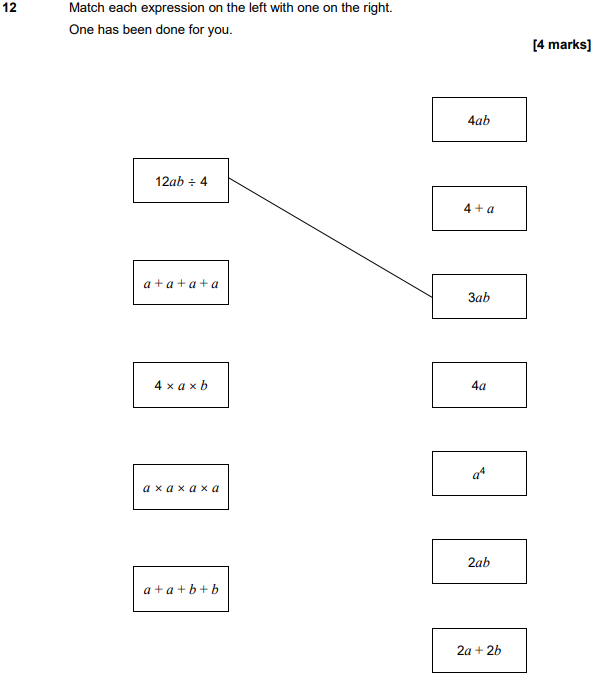 12 Match each expression on the left with one on the right.
One has been done for you.
[4 marks]
4ab
12ab ÷ 4
4 + a
a + a + a + a
3ab
4 × a × b
4a
a⁴
a × a × a × a
2ab
a + a + b + b
2a + 2b